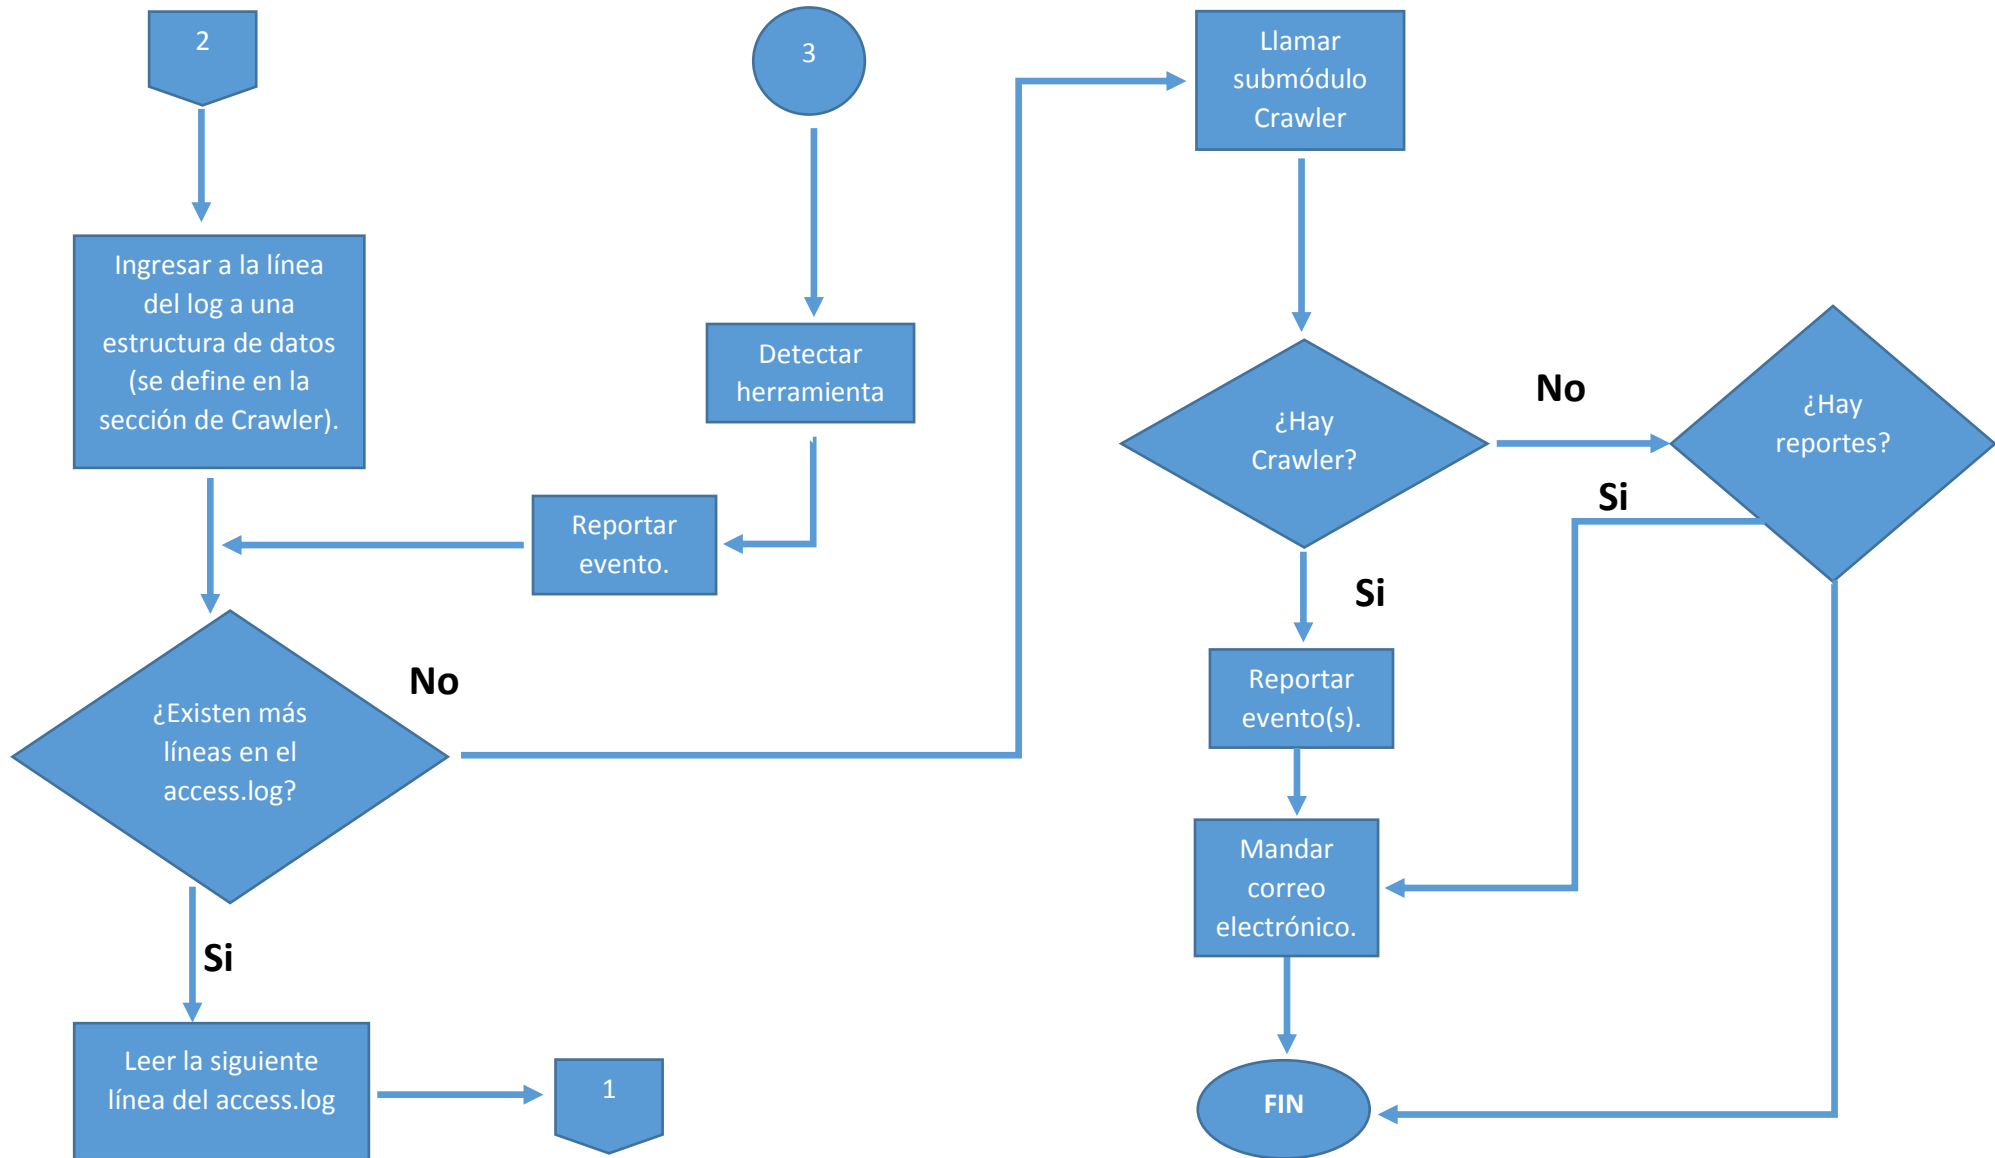 2
Ingresar a la línea
del log a una
estructura de datos
(se define en la
sección de Crawler).
3
Detectar
herramienta
Reportar
evento.
¿Existen más
líneas en el
access.log?
No
Si
Leer la siguiente
línea del access.log
1
Llamar
submódulo
Crawler
¿Hay
Crawler?
No
¿Hay
reportes?
Si
Si
Reportar
evento(s).
Mandar
correo
electrónico.
FIN